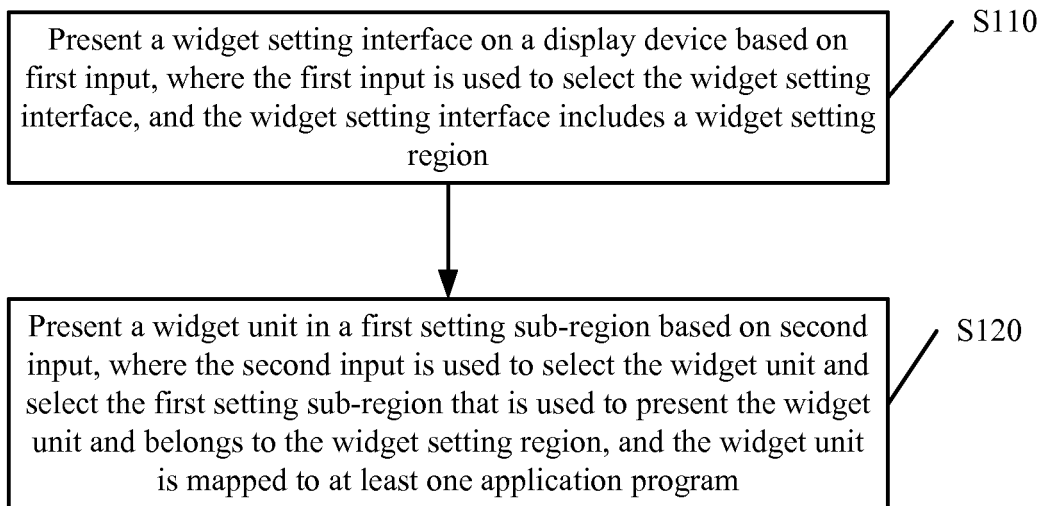 S110
Present a widget setting interface on a display device based on
first input, where the first input is used to select the widget setting
interface, and the widget setting interface includes a widget setting
region
S120
Present a widget unit in a first setting sub-region based on second
input, where the second input is used to select the widget unit and
select the first setting sub-region that is used to present the widget
unit and belongs to the widget setting region, and the widget unit
is mapped to at least one application program